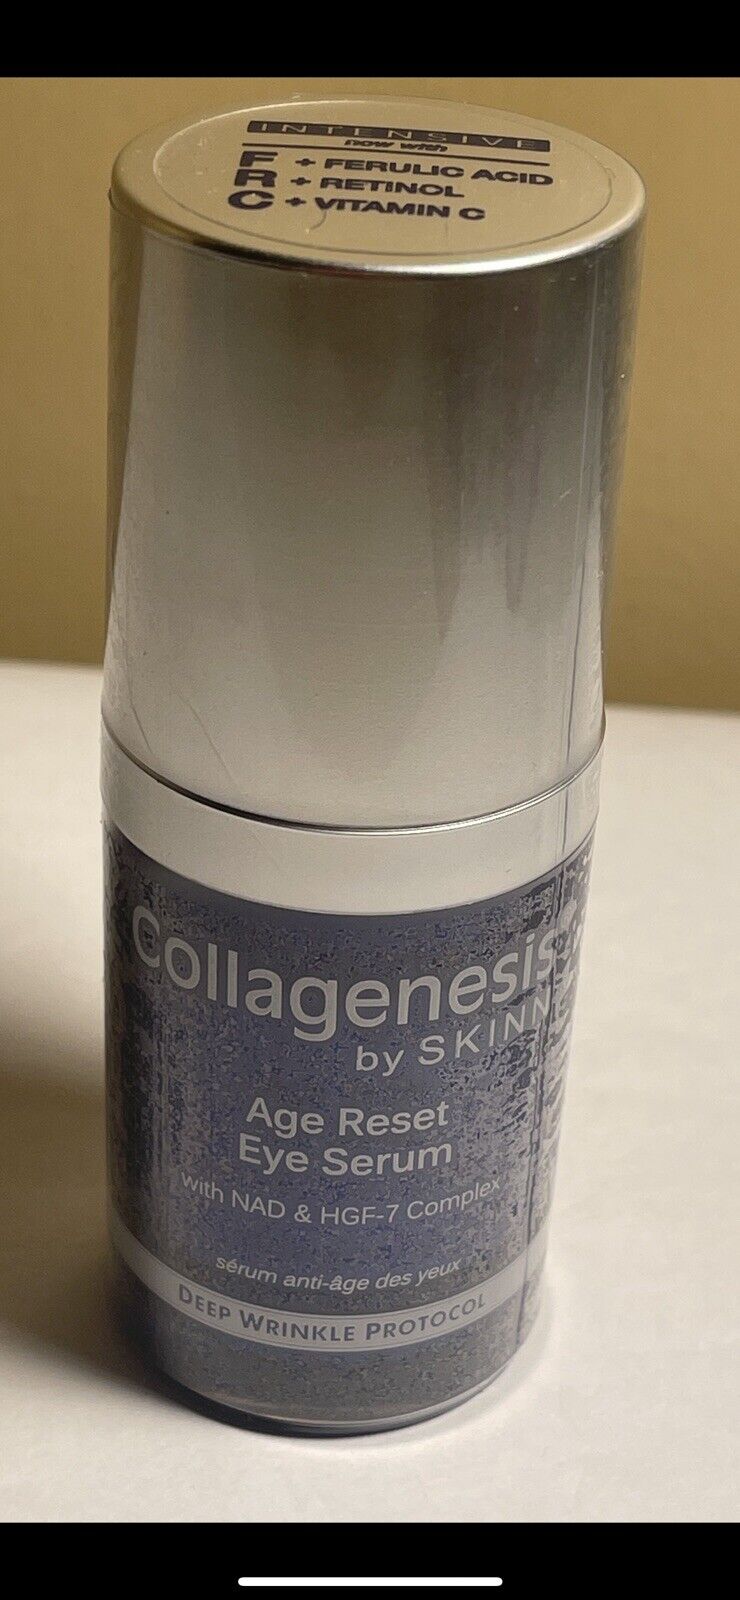 INTENSIVE
now with
F + FERULIC ACID
R + RETINOL
C + VITAMIN C
Collagenesis
by
Age Reset
Eye Serum
with NAD & HGF-7 Complex
sérum anti-âge des yeux
DEEP WRINKLE PROTOCOL